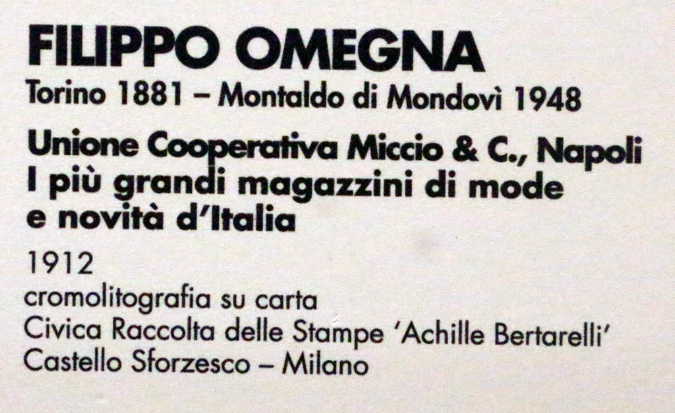 FILIPPO OMEGNA
Torino 1881 – Montaldo di Mondovì 1948
Unione Cooperativa Miccio & C., Napoli
I più grandi magazzini di mode
e novità d'Italia
1912
cromolitografia su carta
Civica Raccolta delle Stampe 'Achille Bertarelli'
Castello Sforzesco – Milano